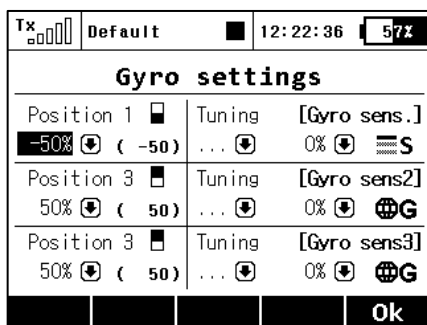 Tx Default 12:22:36 57%
Gyro settings
Position 1 Tuning [Gyro sens.]
-50% ( -50) ... 0% S
Position 3 Tuning [Gyro sens2]
50% ( 50) ... 0% G
Position 3 Tuning [Gyro sens3]
50% ( 50) ... 0% G
Ok